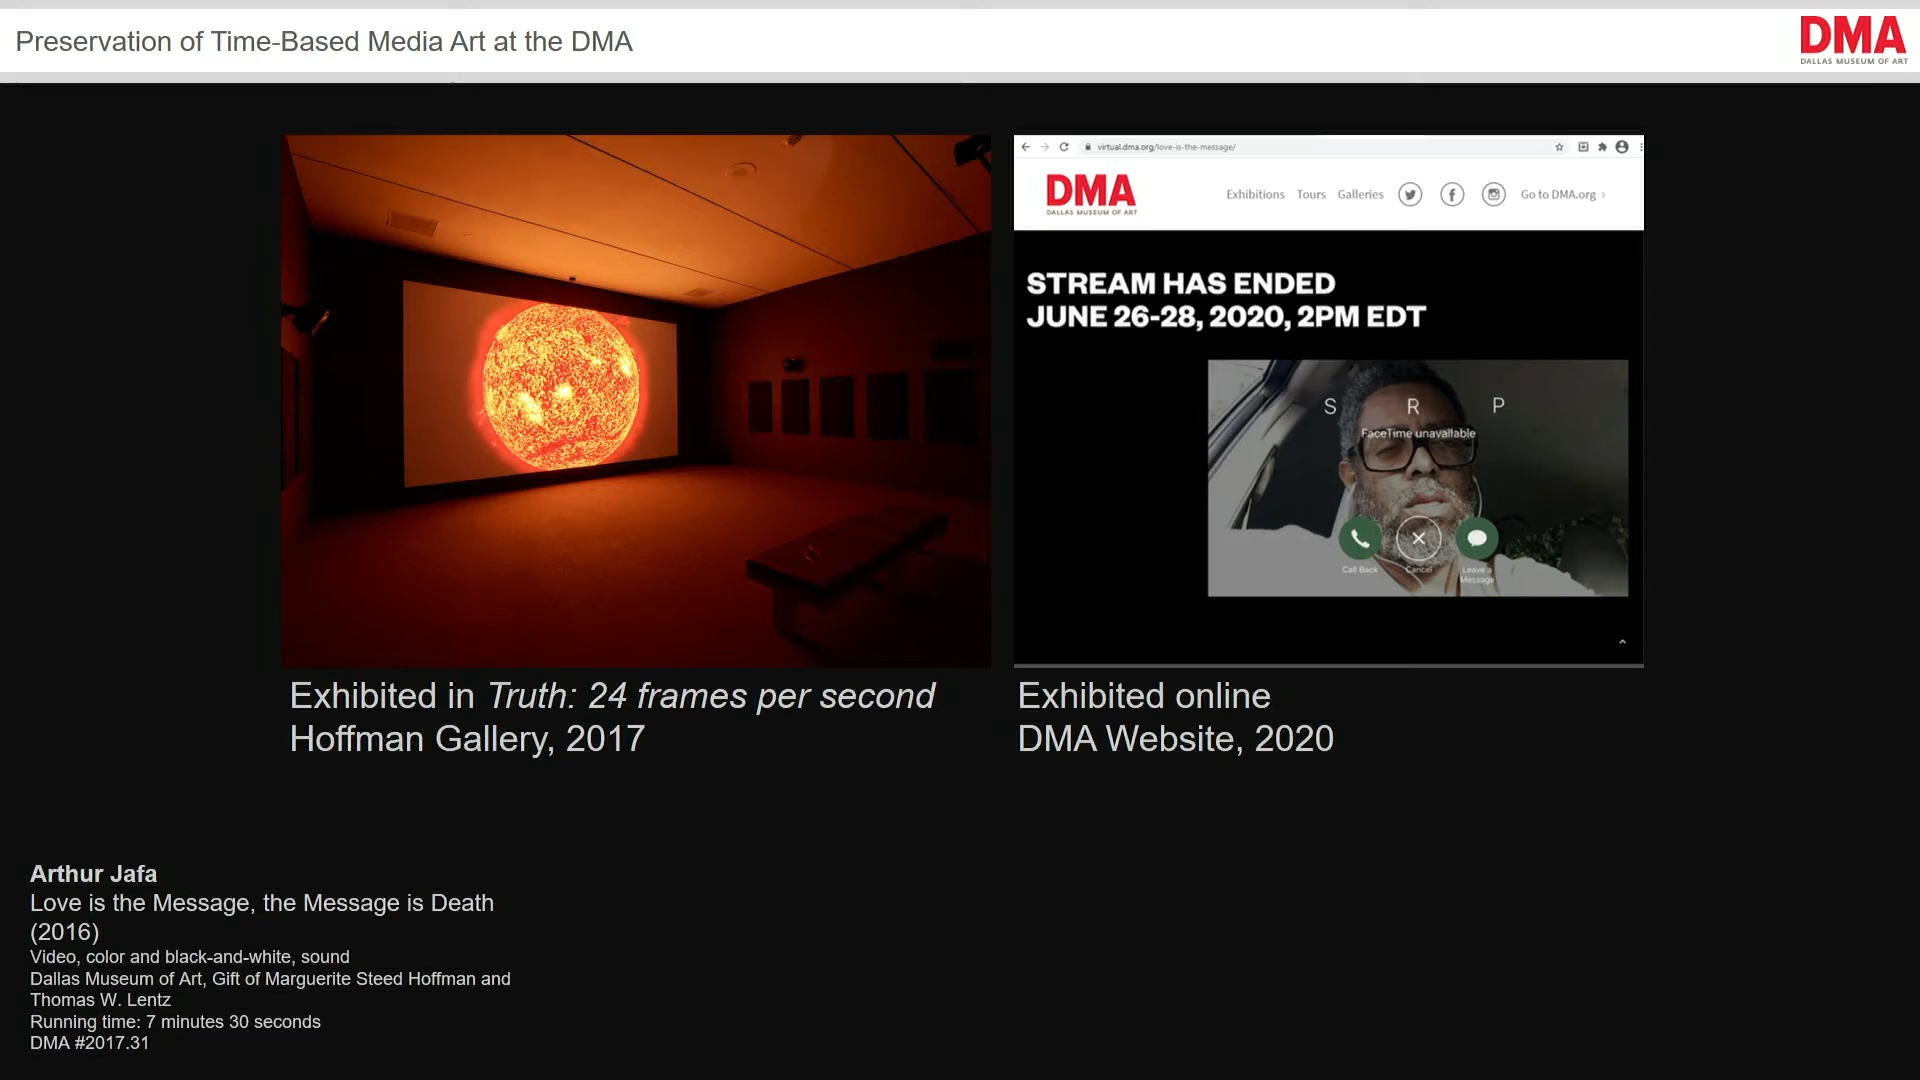 Preservation of Time-Based Media Art at the DMA
DMA
DALLAS MUSEUM OF ART
virtual.dma.org/love-is-the-message/
DMA
DALLAS MUSEUM OF ART
Exhibitions Tours Galleries Go to DMA.org ›
STREAM HAS ENDED
JUNE 26-28, 2020, 2PM EDT
S R P
FaceTime unavailable
Call Back Cancel Leave a
Message
Exhibited in Truth: 24 frames per second
Hoffman Gallery, 2017
Exhibited online
DMA Website, 2020
Arthur Jafa
Love is the Message, the Message is Death
(2016)
Video, color and black-and-white, sound
Dallas Museum of Art, Gift of Marguerite Steed Hoffman and
Thomas W. Lentz
Running time: 7 minutes 30 seconds
DMA #2017.31